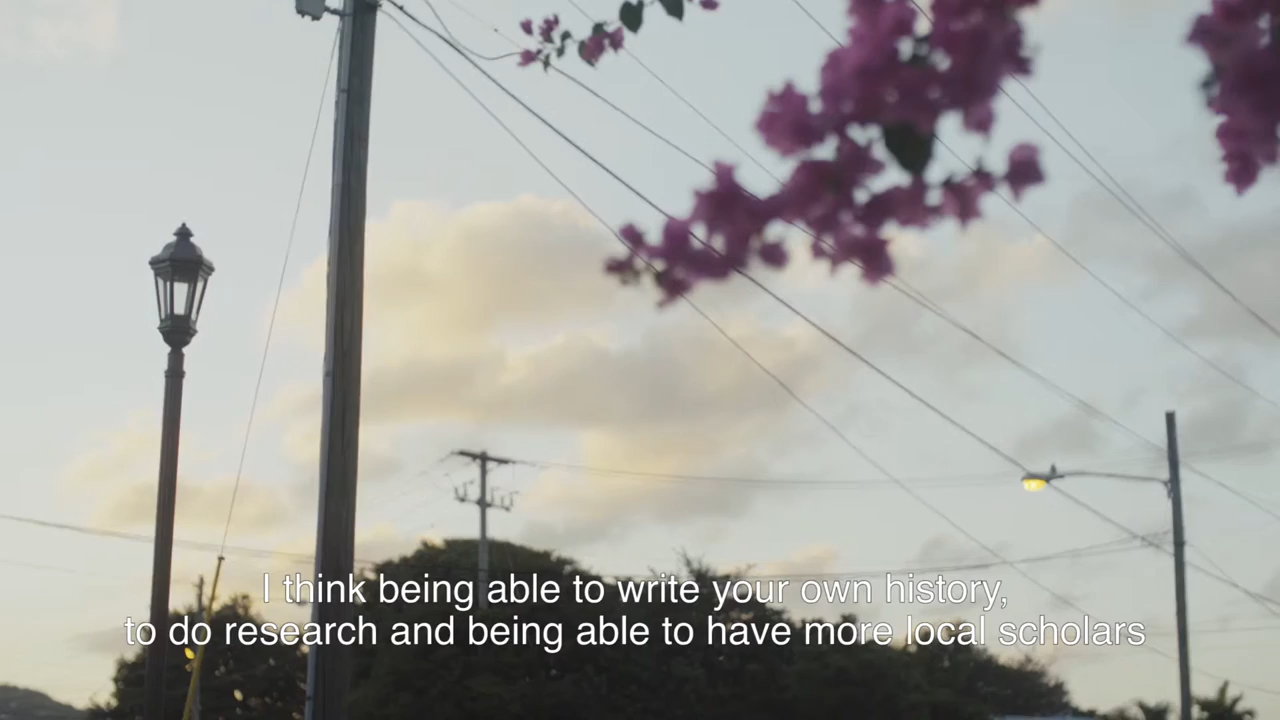 I think being able to write your own history,
to do research and being able to have more local scholars